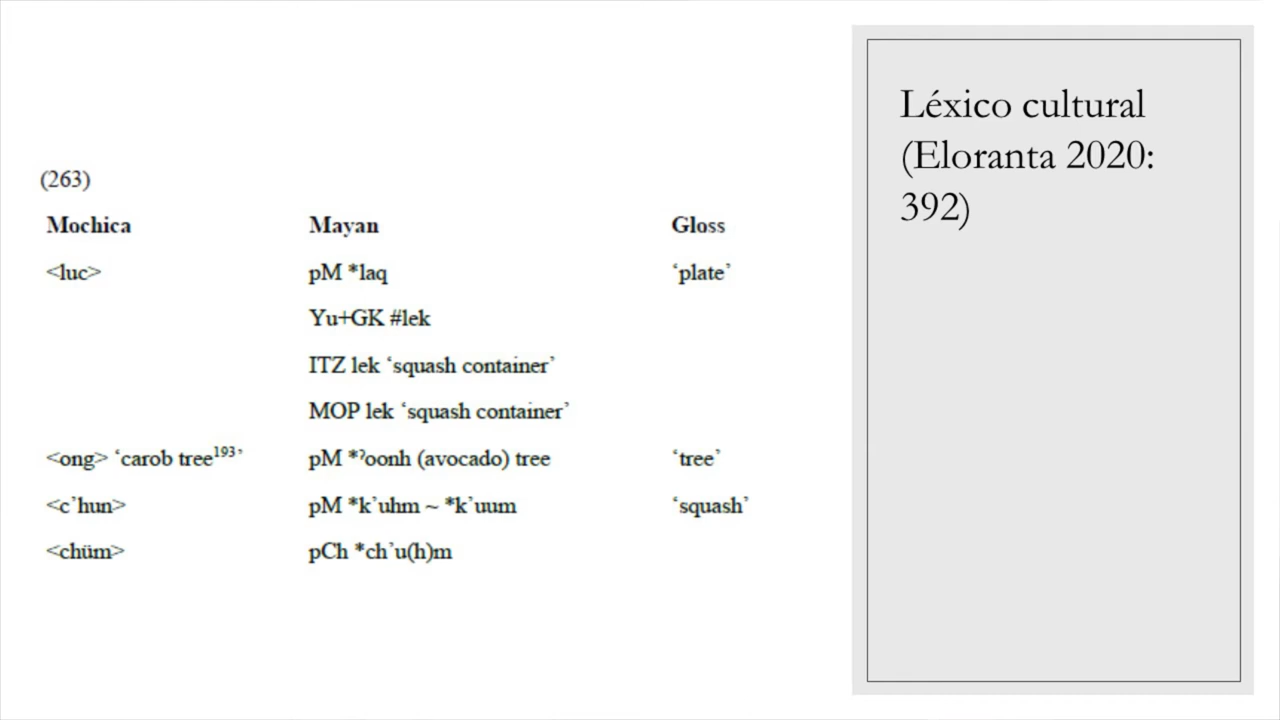 (263)
Mochica Mayan Gloss
<luc> pM *laq ‘plate’
Yu+GK #lek
ITZ lek ‘squash container’
MOP lek ‘squash container’
<ong> ‘carob tree¹⁹³’ pM *ˀoonh (avocado) tree ‘tree’
<c’hun> pM *k’uhm ~ *k’uum ‘squash’
<chüm> pCh *ch’u(h)m
Léxico cultural
(Eloranta 2020:
392)